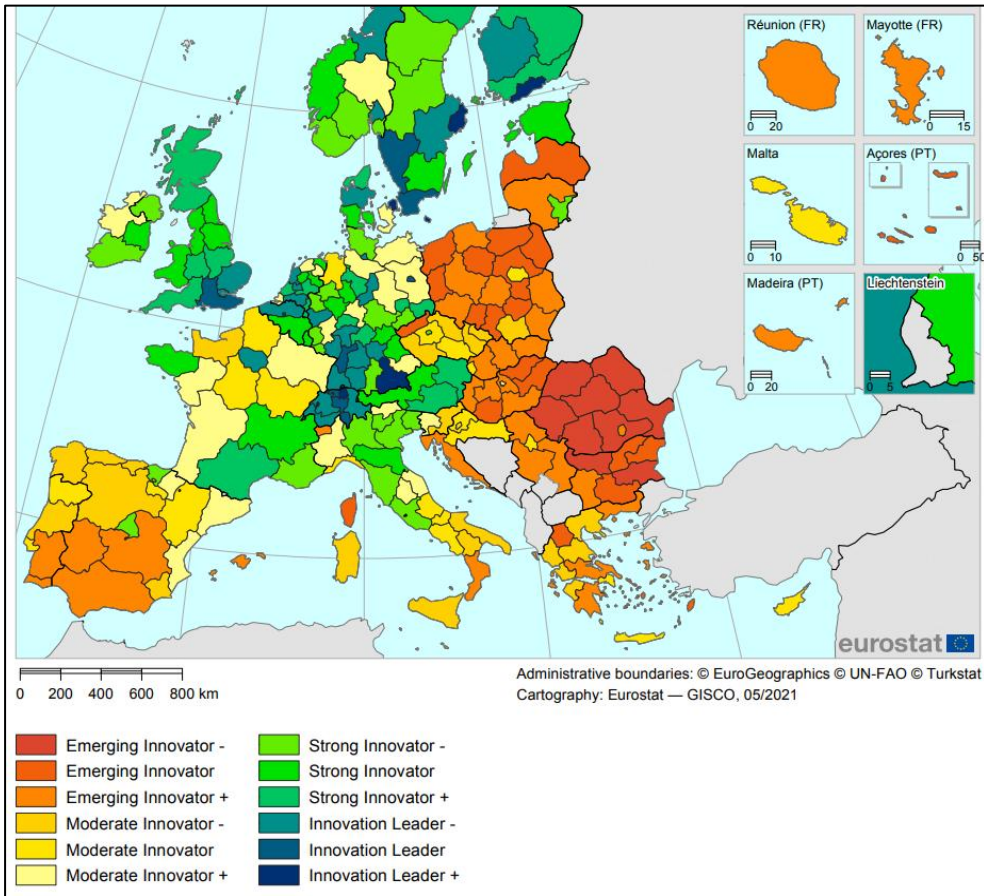 Réunion (FR)
0 20
Mayotte (FR)
0 15
Malta
0 10
Açores (PT)
0 50
Madeira (PT)
0 20
Liechtenstein
0 5
eurostat
0 200 400 600 800 km
Administrative boundaries: © EuroGeographics © UN-FAO © Turkstat
Cartography: Eurostat — GISCO, 05/2021
Emerging Innovator -
Emerging Innovator
Emerging Innovator +
Moderate Innovator -
Moderate Innovator
Moderate Innovator +
Strong Innovator -
Strong Innovator
Strong Innovator +
Innovation Leader -
Innovation Leader
Innovation Leader +